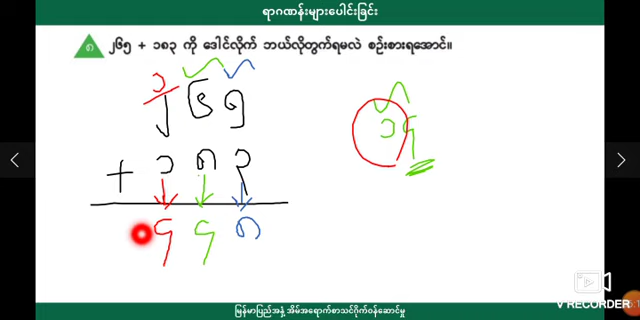 ရာဂဏန်းများပေါင်းခြင်း
၈ ၂၆၅ + ၁၈၃ ကို ဒေါင်လိုက် ဘယ်လိုတွက်ရမလဲ စဉ်းစားရအောင်။
၁
၂၆၅
၁၄
+ ၁၈၃
၄၄၈
V RECORDER
မြန်မာပြည်အနှံ့ အိမ်အရောက်စာသင်ဝိုက်ဝန်ဆောင်မှု